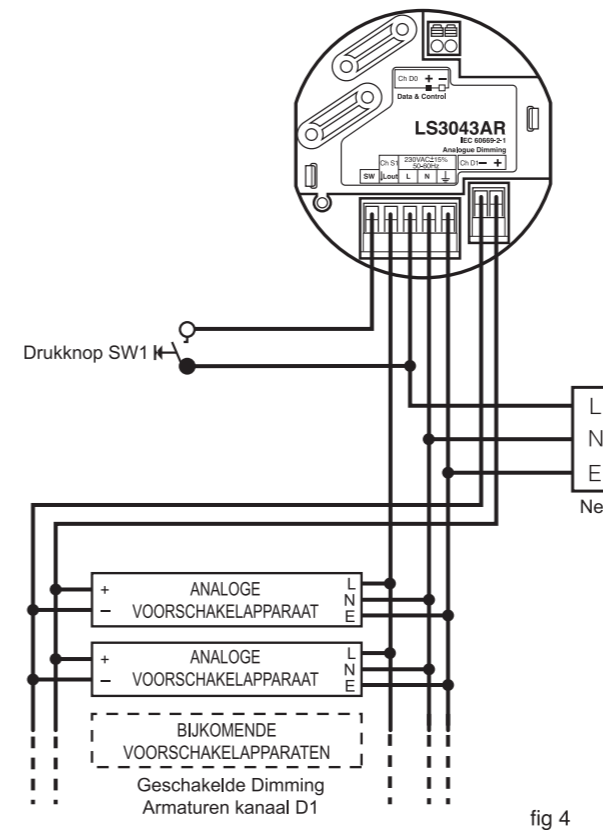 Ch D0 + −
Data & Control
LS3043AR
IEC 60669-2-1
Analogue Dimming
Ch S1 230VAC±15% Ch D1 − +
50-60Hz
SW Lout L N
Drukknop SW1
L
N
E
Ne
+ ANALOGE L
− VOORSCHAKELAPPARAAT N
E
+ ANALOGE L
− VOORSCHAKELAPPARAAT N
E
BIJKOMENDE
VOORSCHAKELAPPARATEN
Geschakelde Dimming
Armaturen kanaal D1
fig 4